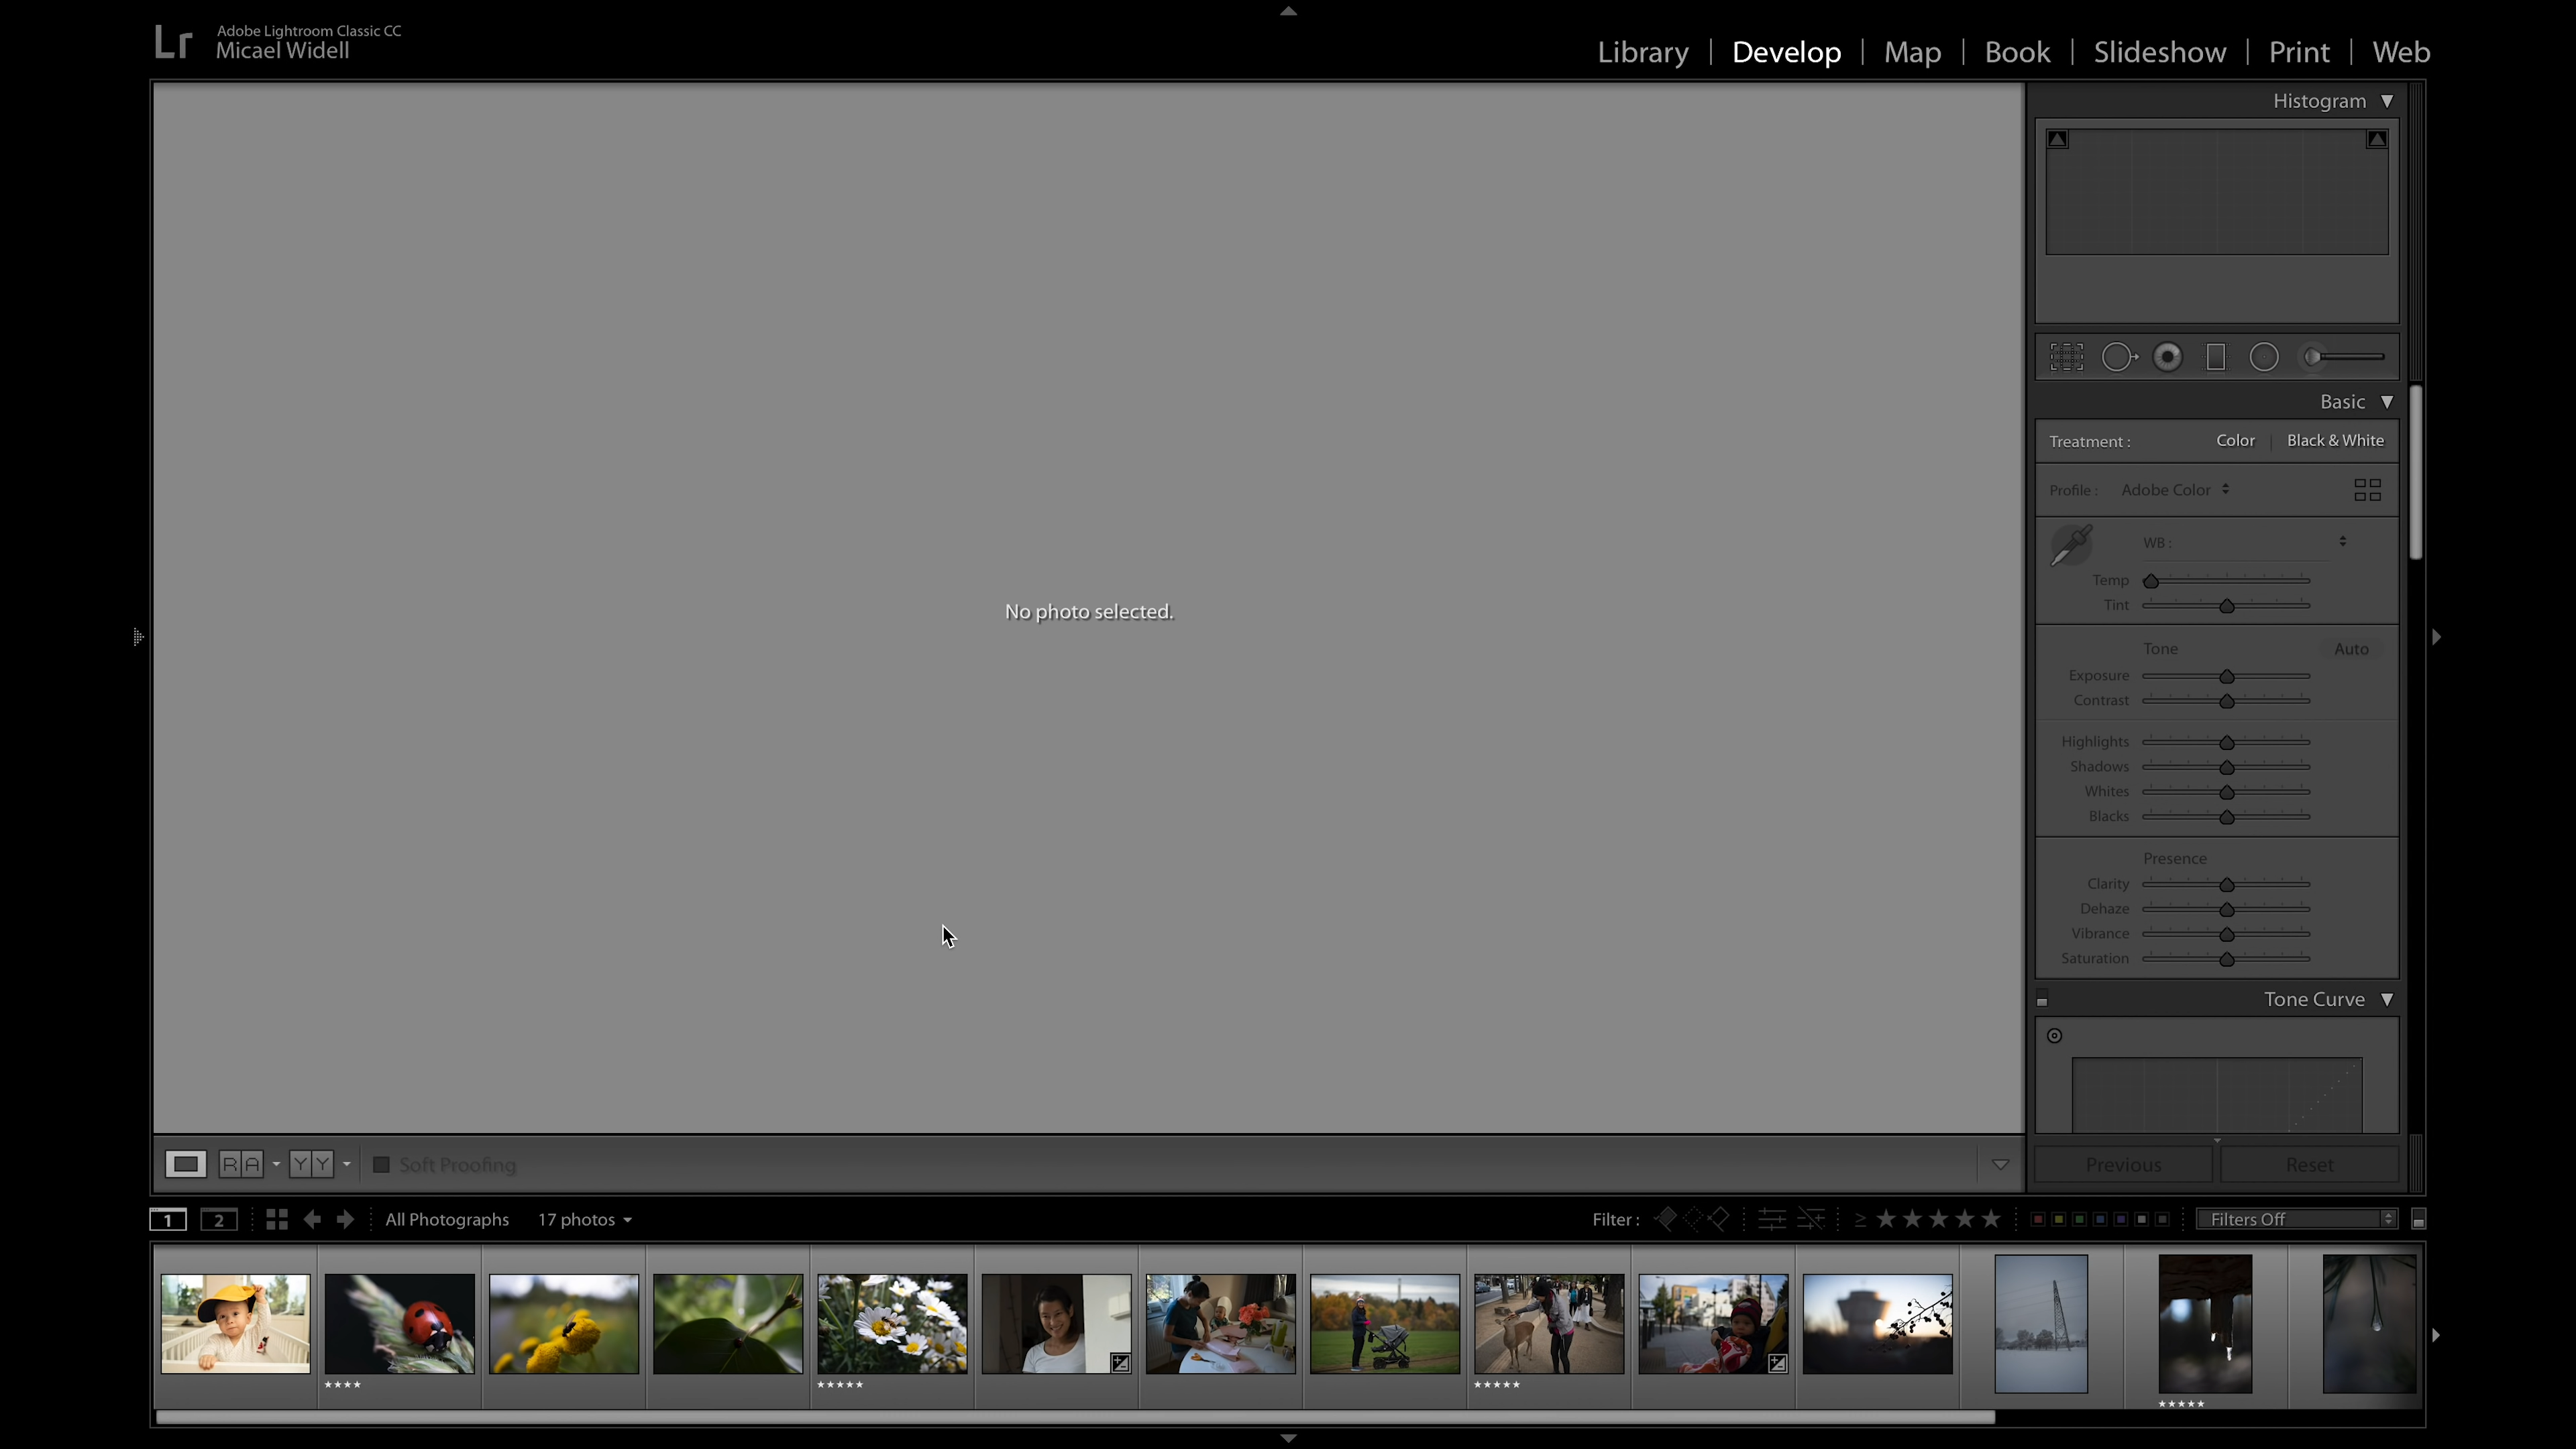 Lr
Adobe Lightroom Classic CC
Micael Widell
Library | Develop | Map | Book | Slideshow | Print | Web
Histogram
No photo selected.
Basic
Treatment : Color | Black & White
Profile : Adobe Color
WB :
Temp
Tint
Tone Auto
Exposure
Contrast
Highlights
Shadows
Whites
Blacks
Presence
Clarity
Dehaze
Vibrance
Saturation
Tone Curve
R A Y Y Soft Proofing
Previous Reset
1 2 All Photographs 17 photos Filter : ≥ ★★★★★ Filters Off